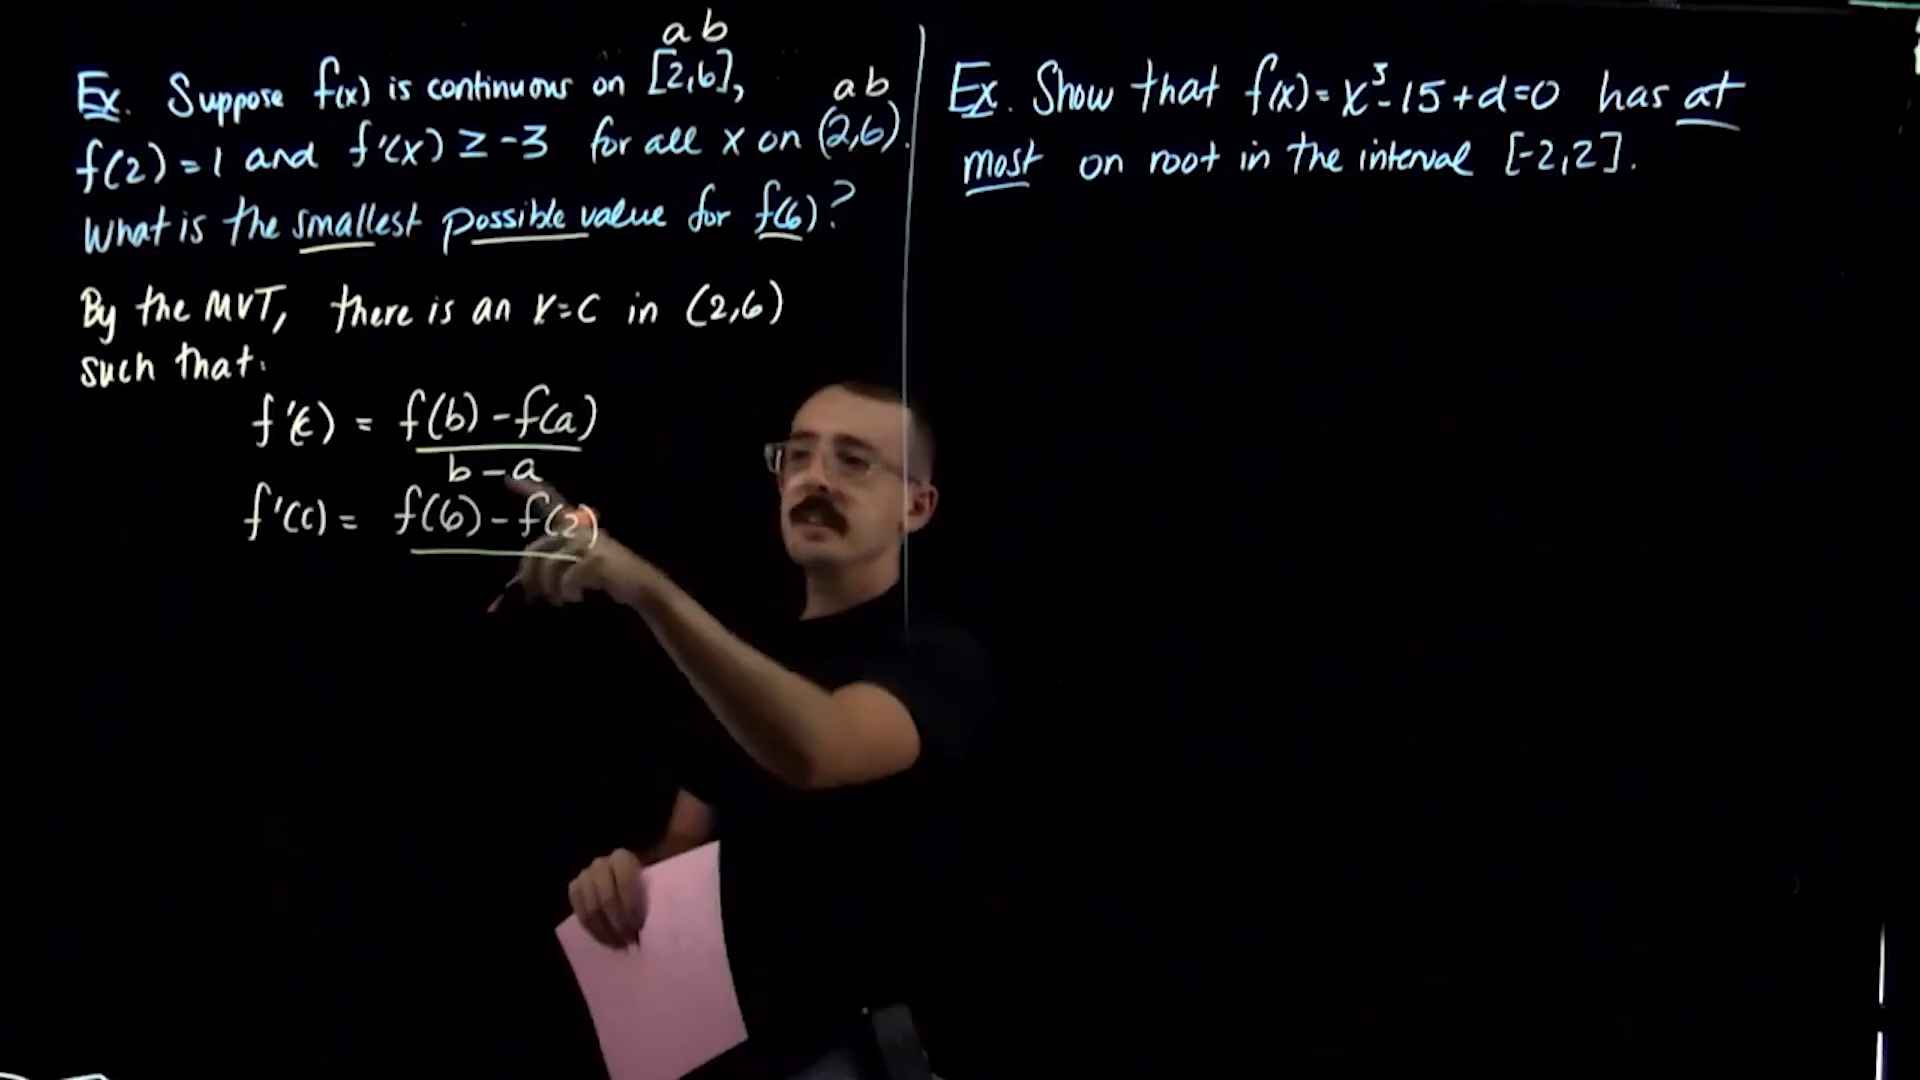 a b
Ex. Suppose f(x) is continuous on [2,6],
a b
f(2)=1 and f'(x) ≥ -3 for all x on (2,6).
What is the smallest possible value for f(6)?
By the MVT, there is an x=c in (2,6)
such that:
f'(c) = f(b)-f(a)
b-a
f'(c) = f(6)-f(2)
Ex. Show that f(x)=x³-15+d=0 has at
most on root in the interval [-2,2].